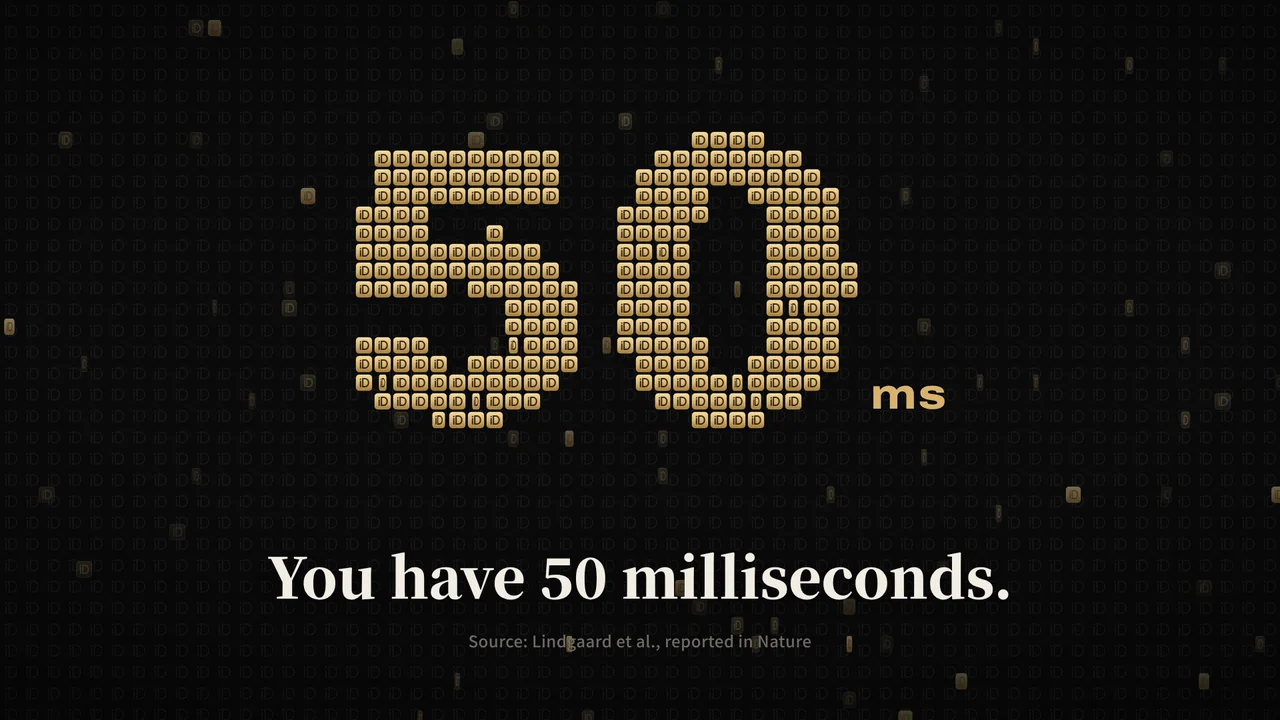 50 ms
You have 50 milliseconds.
Source: Lindgaard et al., reported in Nature